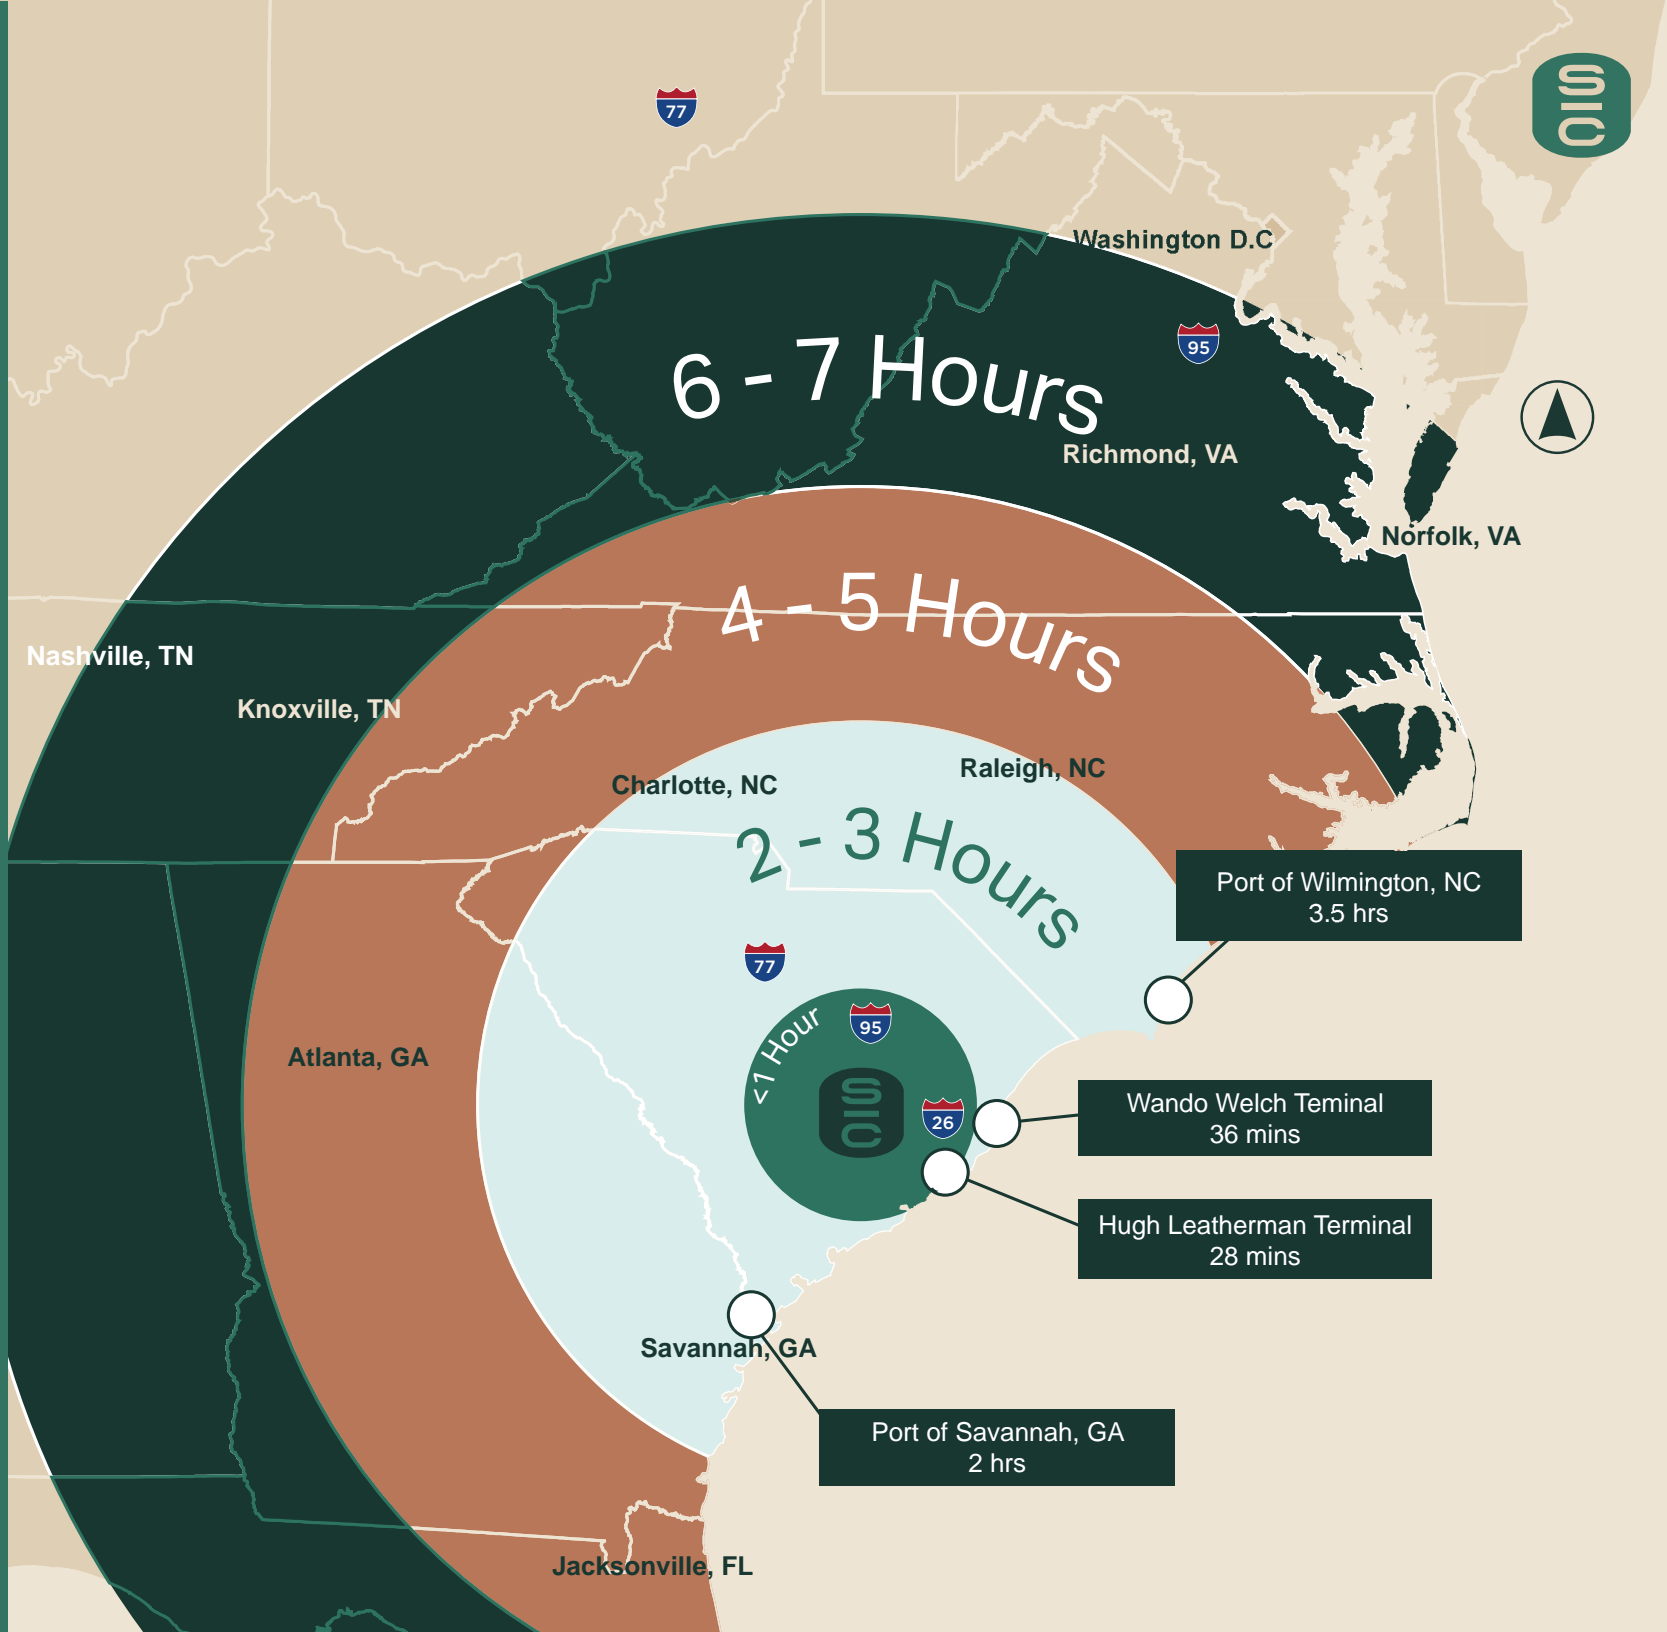 77
SIC
Washington D.C
95
6 - 7 Hours
Richmond, VA
Norfolk, VA
4 - 5 Hours
Nashville, TN
Knoxville, TN
Raleigh, NC
Charlotte, NC
2 - 3 Hours
Port of Wilmington, NC
3.5 hrs
77
<1 Hour
95
Atlanta, GA
SIC
26
Wando Welch Teminal
36 mins
Hugh Leatherman Terminal
28 mins
Savannah, GA
Port of Savannah, GA
2 hrs
Jacksonville, FL